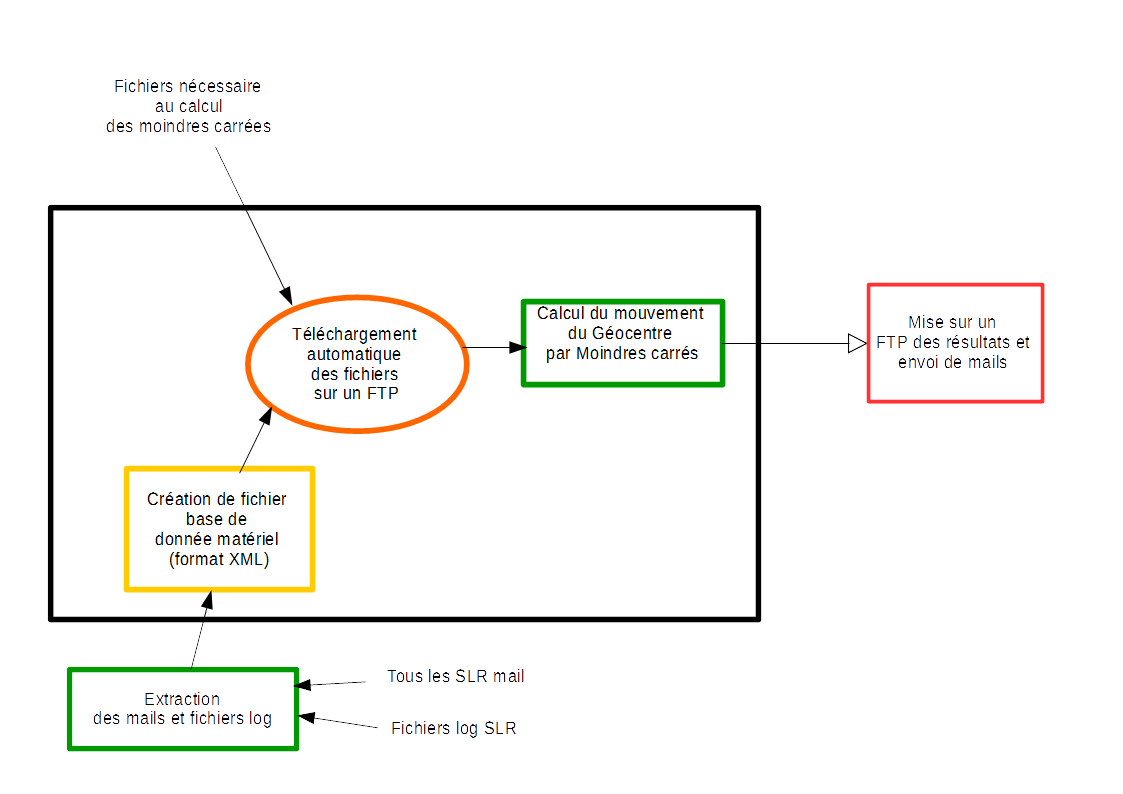 Fichiers nécessaire
au calcul
des moindres carrées
Téléchargement
automatique
des fichiers
sur un FTP
Calcul du mouvement
du Géocentre
par Moindres carrés
Mise sur un
FTP des résultats et
envoi de mails
Création de fichier
base de
donnée matériel
(format XML)
Extraction
des mails et fichiers log
Tous les SLR mail
Fichiers log SLR